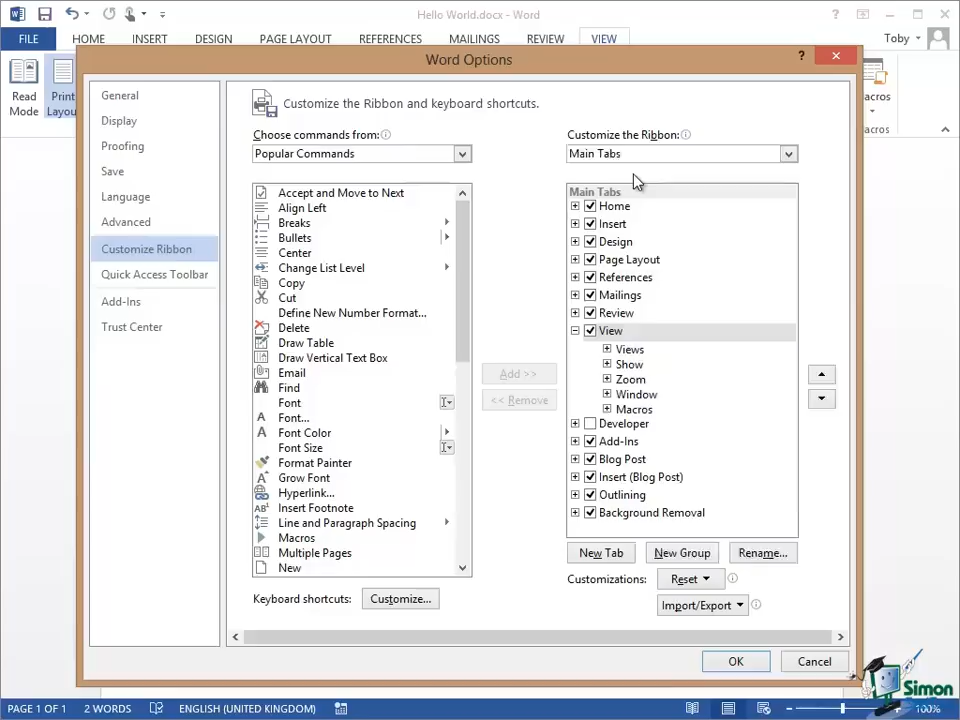 Hello World.docx - Word
FILE HOME INSERT DESIGN PAGE LAYOUT REFERENCES MAILINGS REVIEW VIEW Toby
Word Options
Read
Mode
Print
Layou
acros
acros
General
Display
Proofing
Save
Language
Advanced
Customize Ribbon
Quick Access Toolbar
Add-Ins
Trust Center
Customize the Ribbon and keyboard shortcuts.
Choose commands from:
Popular Commands
Accept and Move to Next
Align Left
Breaks
Bullets
Center
Change List Level
Copy
Cut
Define New Number Format...
Delete
Draw Table
Draw Vertical Text Box
Email
Find
Font
Font...
Font Color
Font Size
Format Painter
Grow Font
Hyperlink...
Insert Footnote
Line and Paragraph Spacing
Macros
Multiple Pages
New
Keyboard shortcuts: Customize...
Add >>
<< Remove
Customize the Ribbon:
Main Tabs
Main Tabs
Home
Insert
Design
Page Layout
References
Mailings
Review
View
Views
Show
Zoom
Window
Macros
Developer
Add-Ins
Blog Post
Insert (Blog Post)
Outlining
Background Removal
New Tab New Group Rename...
Customizations: Reset
Import/Export
OK Cancel
PAGE 1 OF 1 2 WORDS ENGLISH (UNITED KINGDOM) 100%
Simon